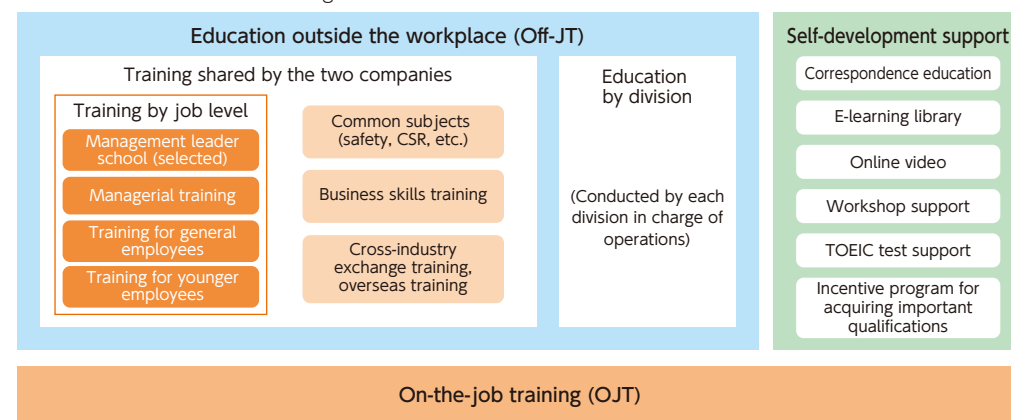 Education outside the workplace (Off-JT)
Training shared by the two companies
Training by job level
Management leader
school (selected)
Managerial training
Training for general
employees
Training for younger
employees
Common subjects
(safety, CSR, etc.)
Business skills training
Cross-industry
exchange training,
overseas training
Education
by division
(Conducted by each
division in charge of
operations)
Self-development support
Correspondence education
E-learning library
Online video
Workshop support
TOEIC test support
Incentive program for
acquiring important
qualifications
On-the-job training (OJT)